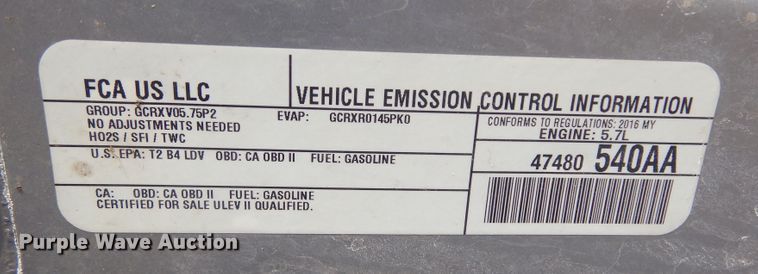 FCA US LLC
VEHICLE EMISSION CONTROL INFORMATION
GROUP: GCRXV05.75P2 EVAP: GCRXR0145PK0
NO ADJUSTMENTS NEEDED
HO2S / SFI / TWC
CONFORMS TO REGULATIONS: 2016 MY
ENGINE: 5.7L
U.S. EPA: T2 B4 LDV OBD: CA OBD II FUEL: GASOLINE
47480 540AA
CA: OBD: CA OBD II FUEL: GASOLINE
CERTIFIED FOR SALE ULEV II QUALIFIED.
Purple Wave Auction